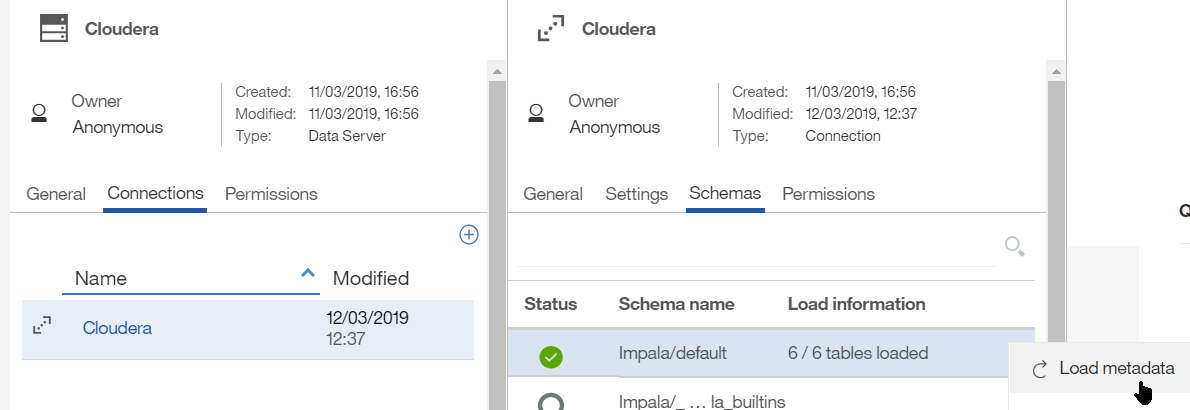 Cloudera
Owner
Anonymous
Created: 11/03/2019, 16:56
Modified: 11/03/2019, 16:56
Type: Data Server
General Connections Permissions
Name Modified
Cloudera 12/03/2019
12:37
Cloudera
Owner
Anonymous
Created: 11/03/2019, 16:56
Modified: 12/03/2019, 12:37
Type: Connection
General Settings Schemas Permissions
Status Schema name Load information
Impala/default 6 / 6 tables loaded
Impala/_ … la_builtins
Load metadata
Q